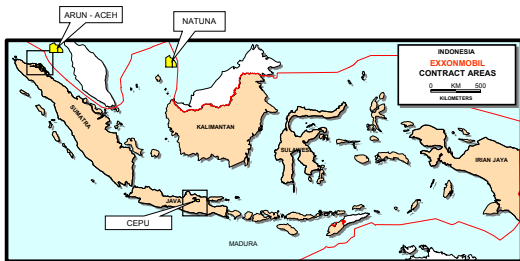 ARUN - ACEH
NATUNA
INDONESIA
EXXONMOBIL
CONTRACT AREAS
0 KM 500
KILOMETERS
SUMATRA
KALIMANTAN
SULAWESI
IRIAN JAYA
JAVA
CEPU
MADURA